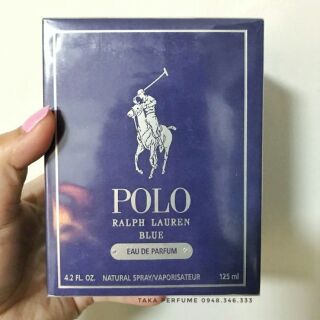 POLO
RALPH LAUREN
BLUE
EAU DE PARFUM
4.2 FL. OZ. NATURAL SPRAY/VAPORISATEUR 125 ml
TAKA PERFUME 0948.346.333